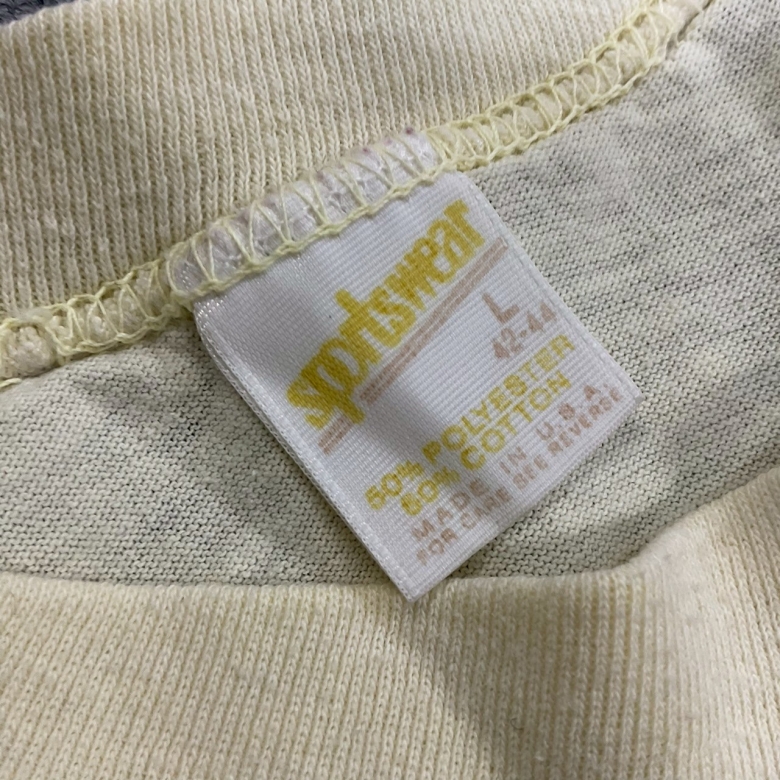 sportswear
L
42-44
50% POLYESTER
50% COTTON
MADE IN U.S.A.
FOR CARE SEE REVERSE